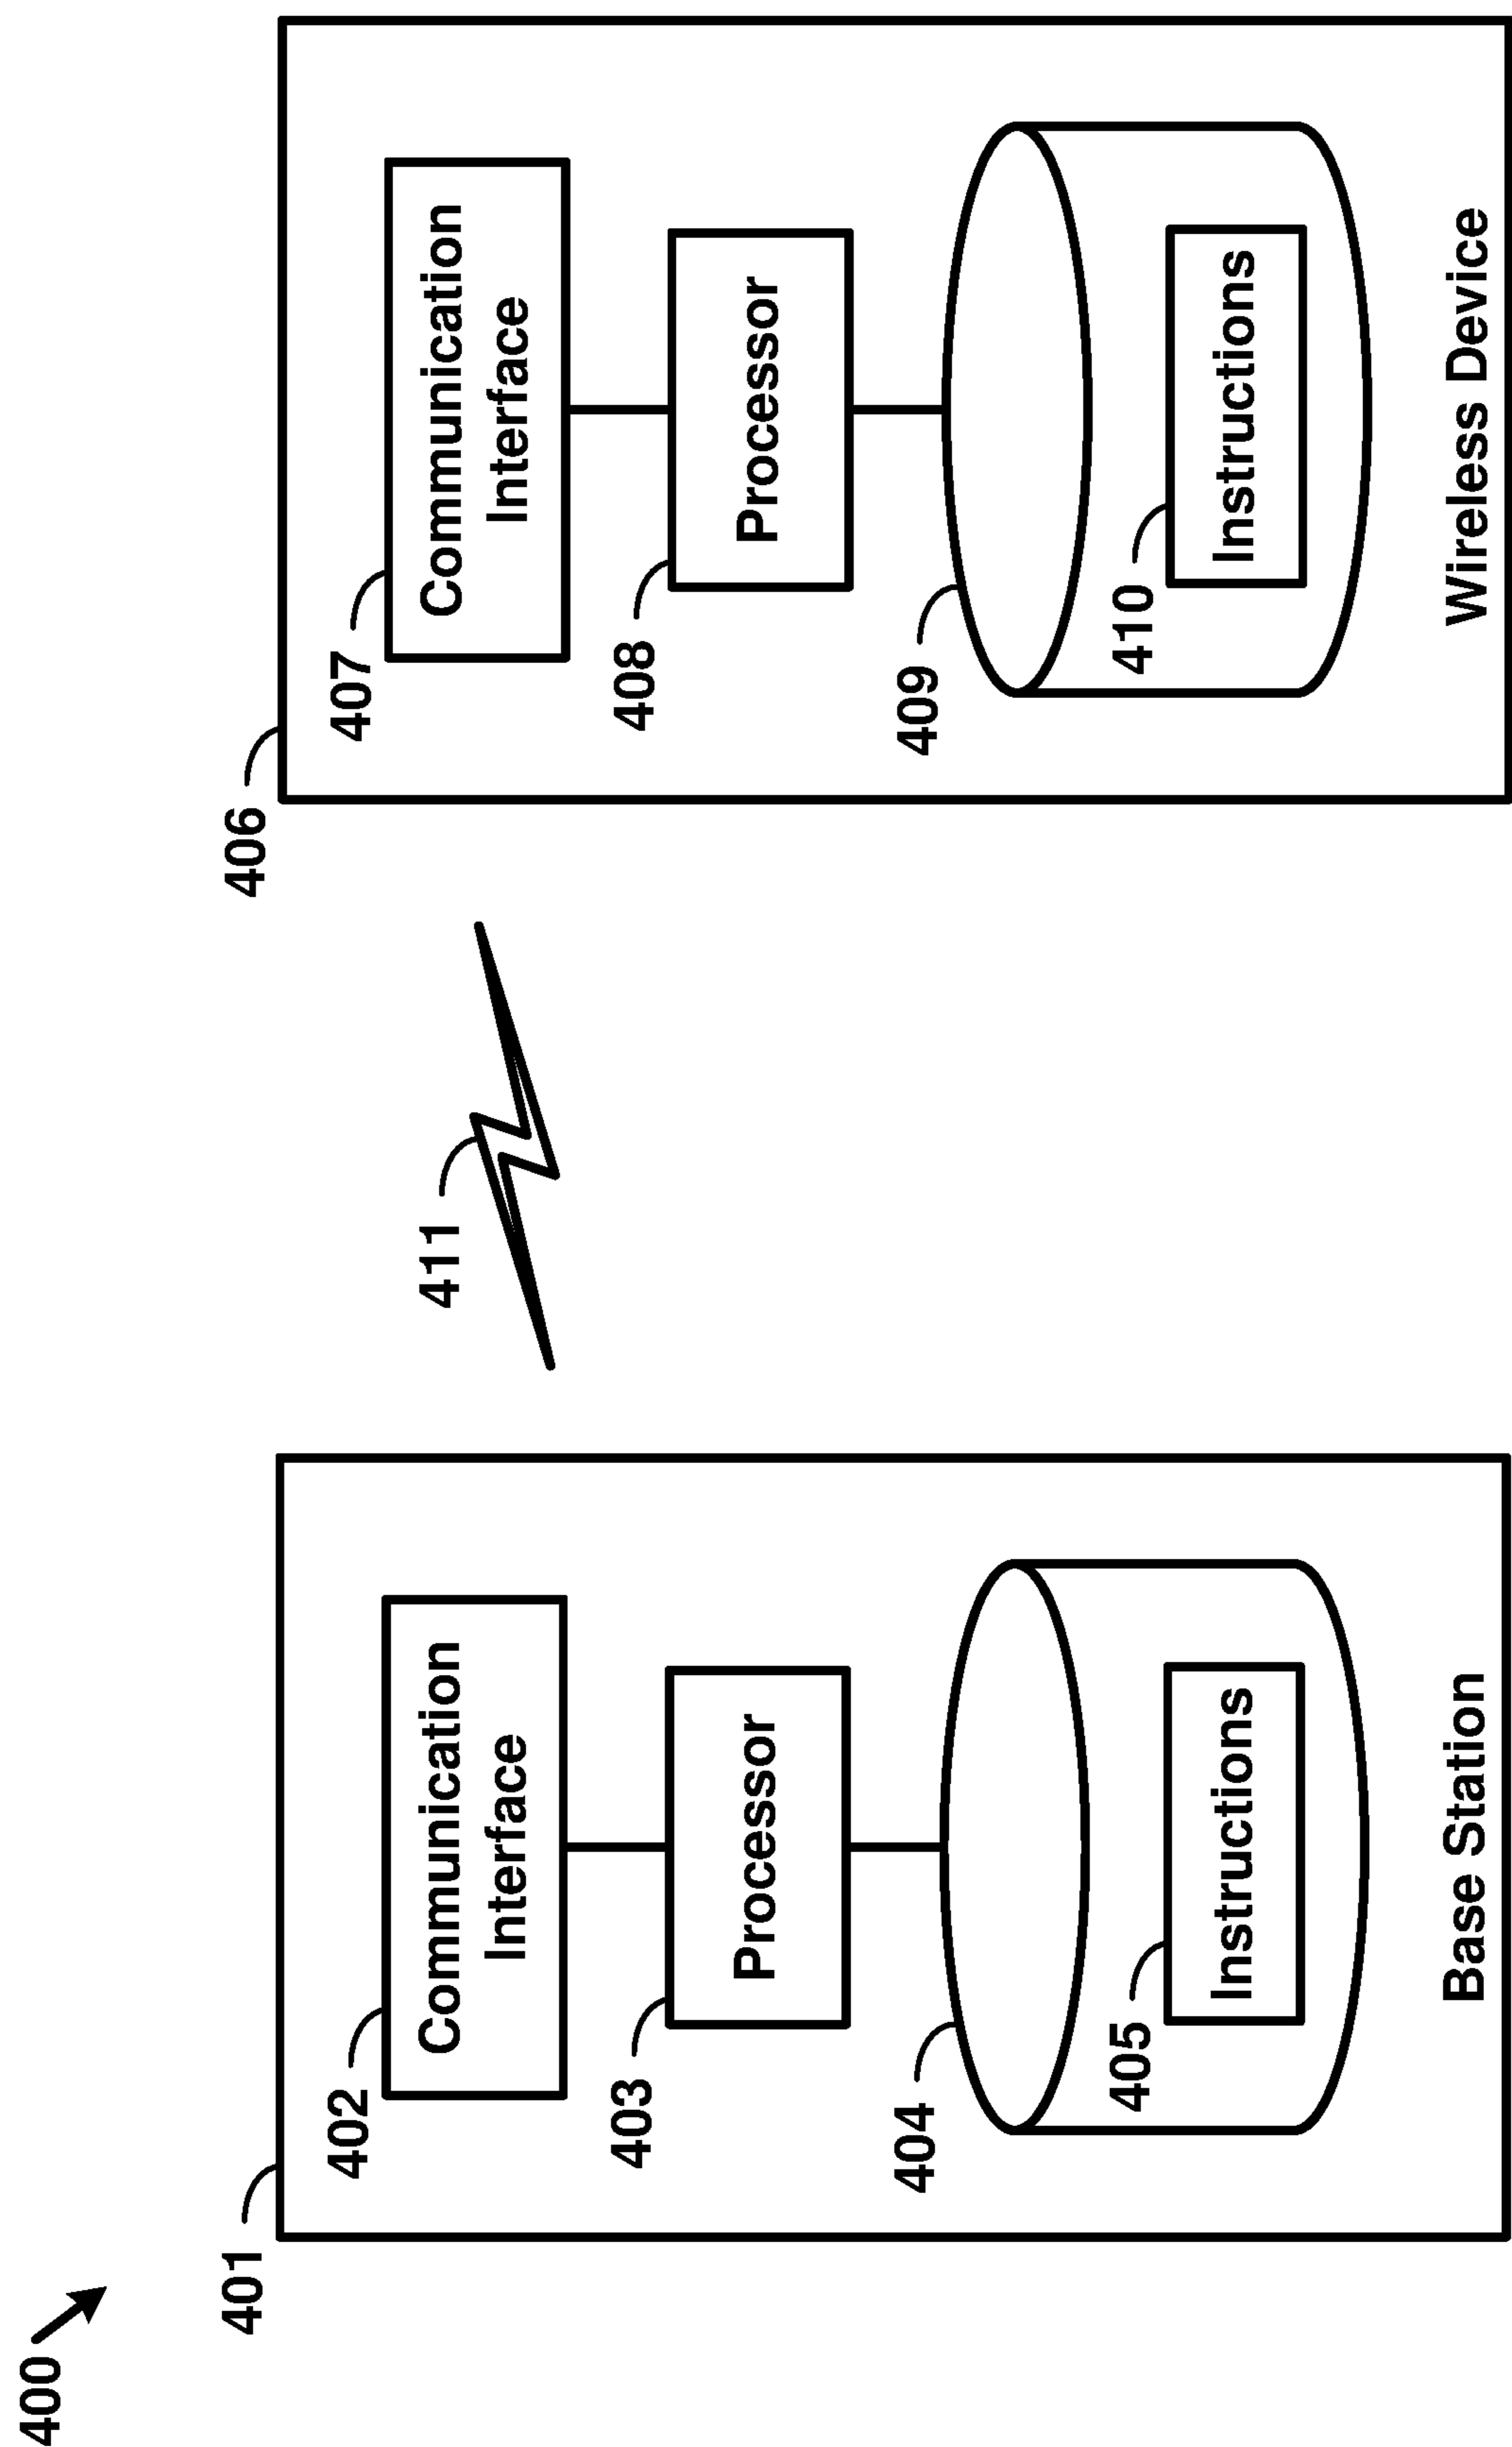 400
401
402
Communication
Interface
403
Processor
404
405
Instructions
Base Station
411
406
407
Communication
Interface
408
Processor
409
410
Instructions
Wireless Device